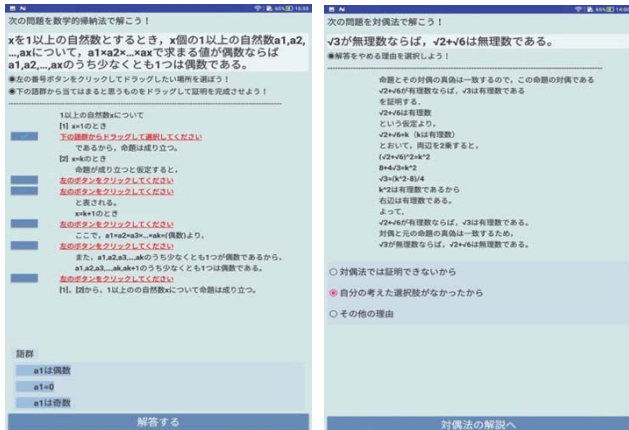 65% 15:03
次の問題を数学的帰納法で解こう！
xを1以上の自然数とするとき，x個の1以上の自然数a1,a2,
...,axについて，a1×a2×...×axで求まる値が偶数ならば
a1,a2,...,axのうち少なくとも1つは偶数である。
●左の番号ボタンをクリックしてドラッグしたい場所を選ぼう！
●下の語群から当てはまると思うものをドラッグして証明を完成させよう！
1以上の自然数xについて
[1] x=1のとき
下の語群からドラッグして選択してください
であるから，命題は成り立つ。
[2] x=kのとき
命題が成り立つと仮定すると，
左のボタンをクリックしてください
左のボタンをクリックしてください
と表される。
x=k+1のとき
左のボタンをクリックしてください
ここで，a1×a2×a3×...×ak=(偶数)より，
左のボタンをクリックしてください
また，a1,a2,a3,...,akのうち少なくとも1つが偶数であるから，
a1,a2,a3,...,ak,ak+1のうち少なくとも1つは偶数である。
左のボタンをクリックしてください
[1]，[2]から，1以上のの自然数xについて命題は成り立つ。
語群
a1は偶数
a1=0
a1は奇数
解答する
60% 14:00
次の問題を対偶法で解こう！
√3が無理数ならば，√2+√6は無理数である。
●解答をやめる理由を選択しよう！
命題とその対偶の真偽は一致するので，この命題の対偶である
√2+√6が有理数ならば，√3は有理数である
を証明する．
√2+√6は有理数
という仮定より，
√2+√6=k（kは有理数）
とおいて，両辺を2乗すると，
(√2+√6)^2=k^2
8+4√3=k^2
√3=(k^2-8)/4
k^2は有理数であるから
右辺は有理数である。
よって，
√2+√6が有理数ならば，√3は有理数である。
対偶と元の命題の真偽は一致するため，
√3が無理数ならば，√2+√6は無理数である。
対偶法では証明できないから
自分の考えた選択肢がなかったから
その他の理由
対偶法の解説へ